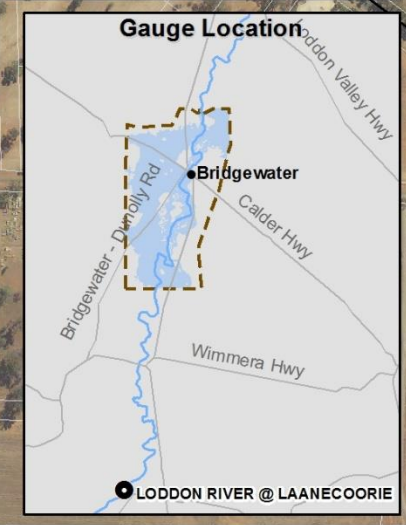 Gauge Location
Loddon Valley Hwy
Bridgewater
Bridgewater - Dunolly Rd
Calder Hwy
Wimmera Hwy
LODDON RIVER @ LAANECOORIE